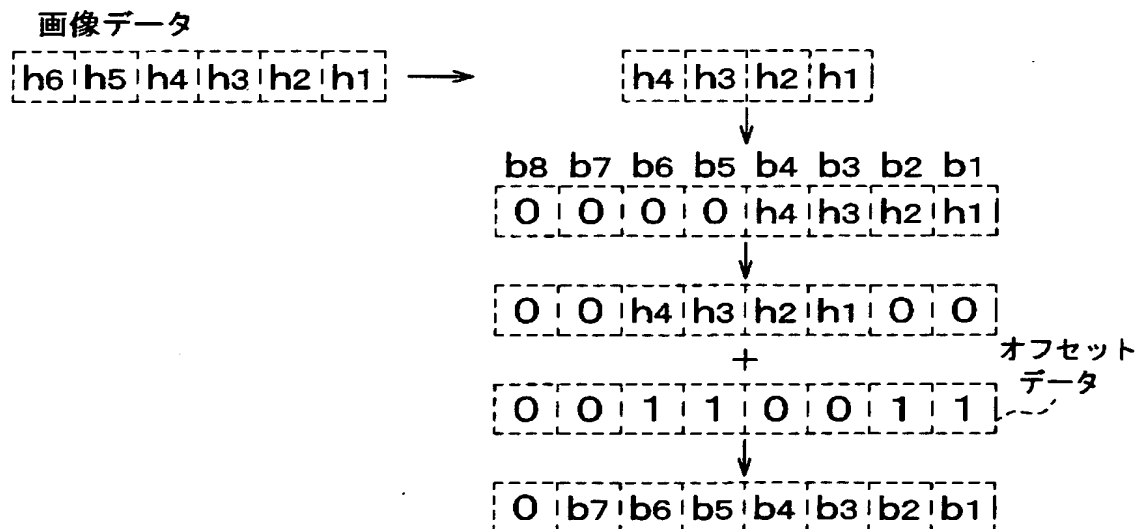 画像データ
h6 h5 h4 h3 h2 h1
h4 h3 h2 h1
b8 b7 b6 b5 b4 b3 b2 b1
0 0 0 0 h4 h3 h2 h1
0 0 h4 h3 h2 h1 0 0
+
オフセット
データ
0 0 1 1 0 0 1 1
0 b7 b6 b5 b4 b3 b2 b1